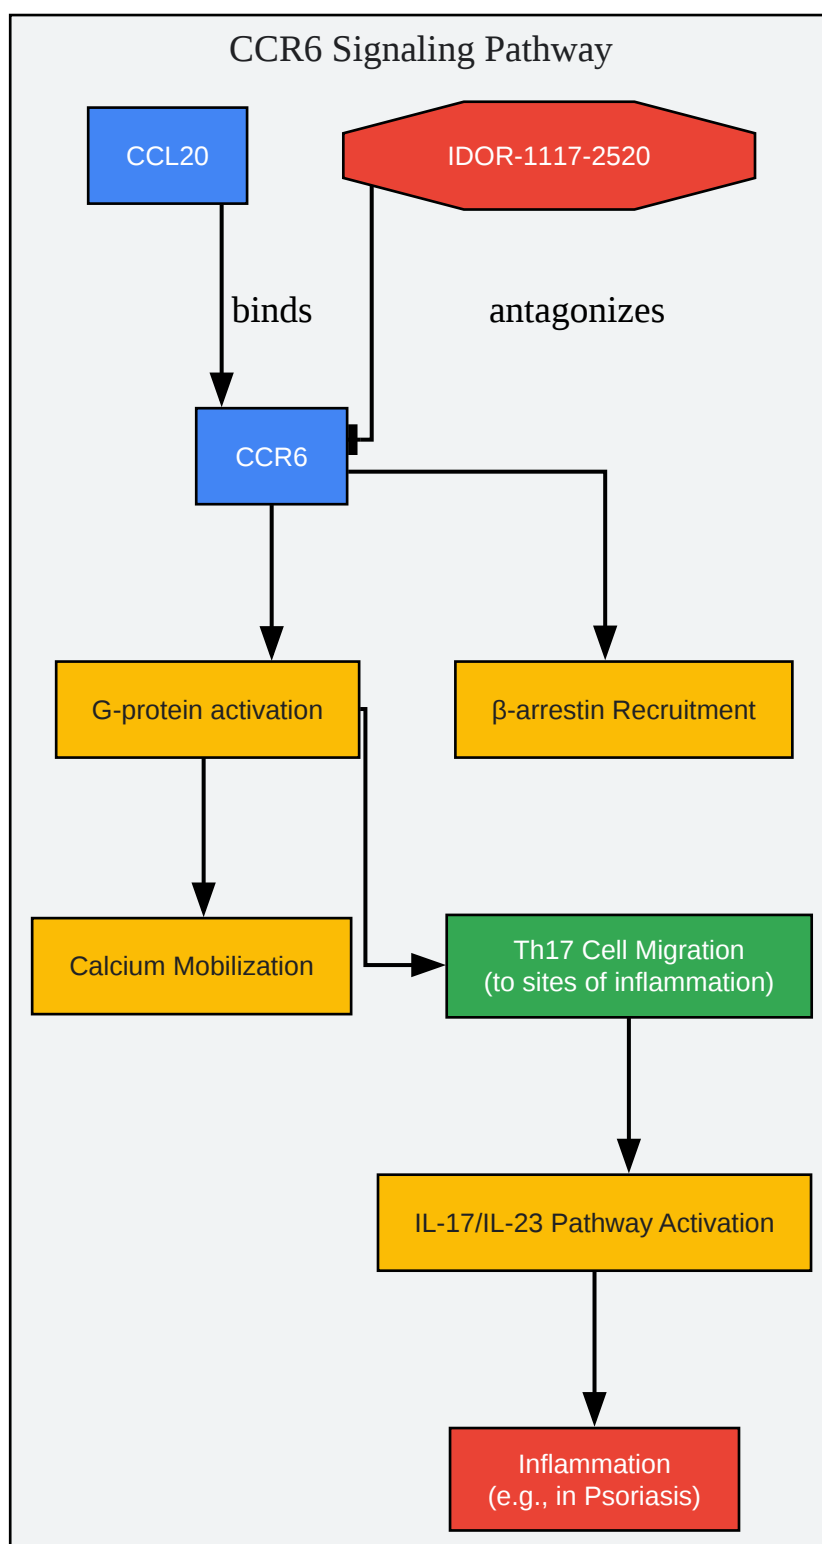 CCR6 Signaling Pathway
CCL20
IDOR-1117-2520
binds
antagonizes
CCR6
G-protein activation
β-arrestin Recruitment
Calcium Mobilization
Th17 Cell Migration
(to sites of inflammation)
IL-17/IL-23 Pathway Activation
Inflammation
(e.g., in Psoriasis)